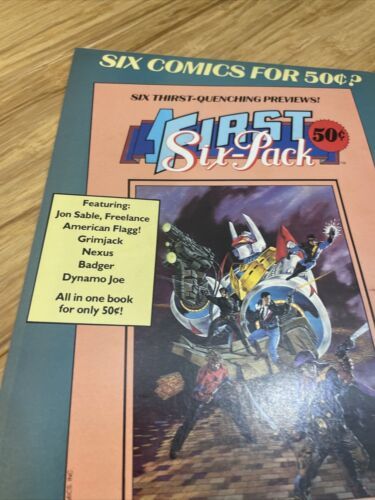 SIX COMICS FOR 50¢?
SIX THIRST-QUENCHING PREVIEWS!
FIRST
Six-Pack
50¢
TM
Featuring:
Jon Sable, Freelance
American Flagg!
Grimjack
Nexus
Badger
Dynamo Joe
All in one book
for only 50¢!